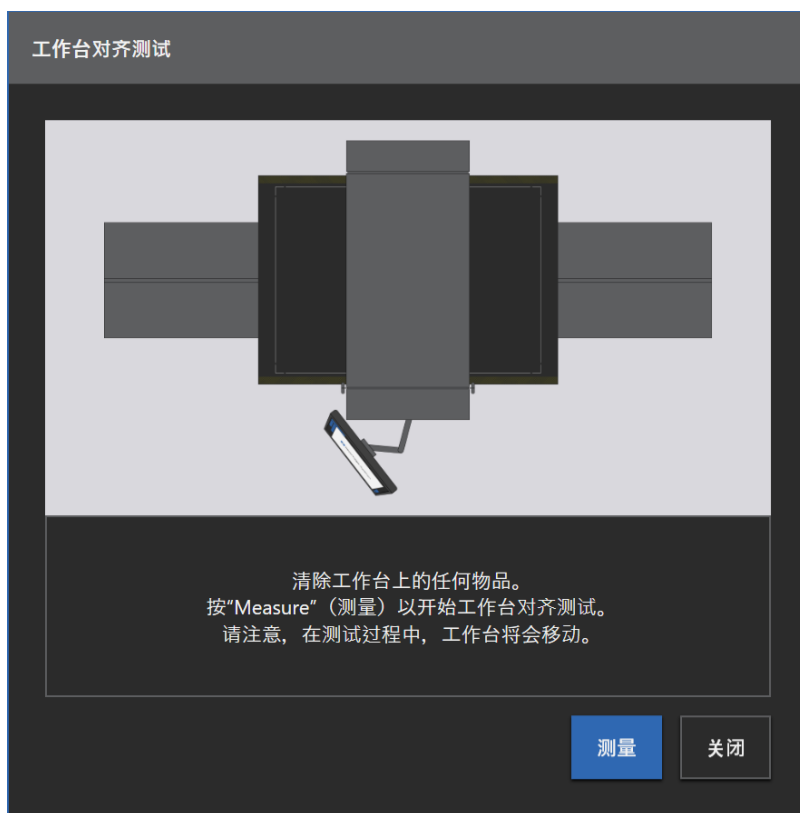 工作台对齐测试
清除工作台上的任何物品。
按“Measure”（测量）以开始工作台对齐测试。
请注意，在测试过程中，工作台将会移动。
测量
关闭